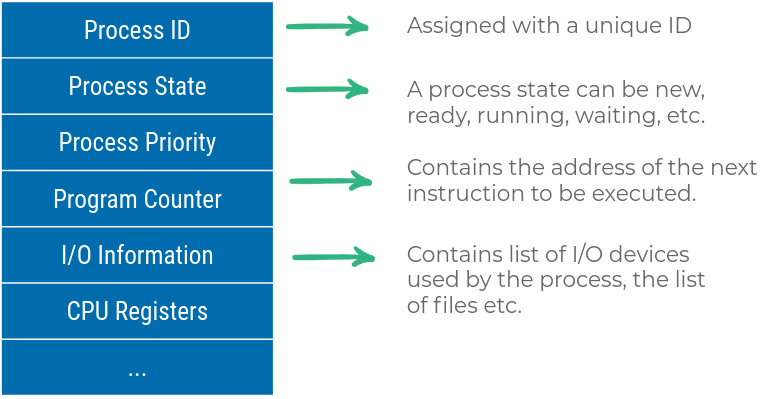 Process ID
Assigned with a unique ID
Process State
A process state can be new,
ready, running, waiting, etc.
Process Priority
Program Counter
Contains the address of the next
instruction to be executed.
I/O Information
Contains list of I/O devices
used by the process, the list
of files etc.
CPU Registers
...